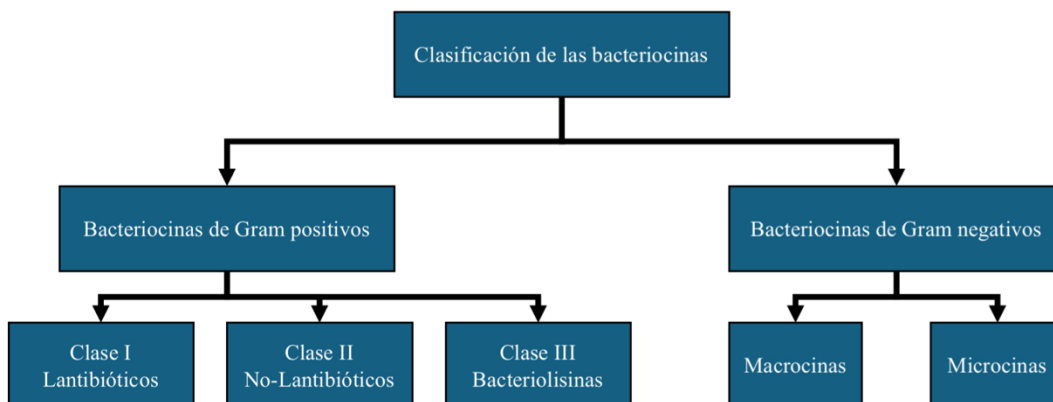 Clasificación de las bacteriocinas
Bacteriocinas de Gram positivos
Bacteriocinas de Gram negativos
Clase I
Lantibióticos
Clase II
No-Lantibióticos
Clase III
Bacteriolisinas
Macrocinas
Microcinas